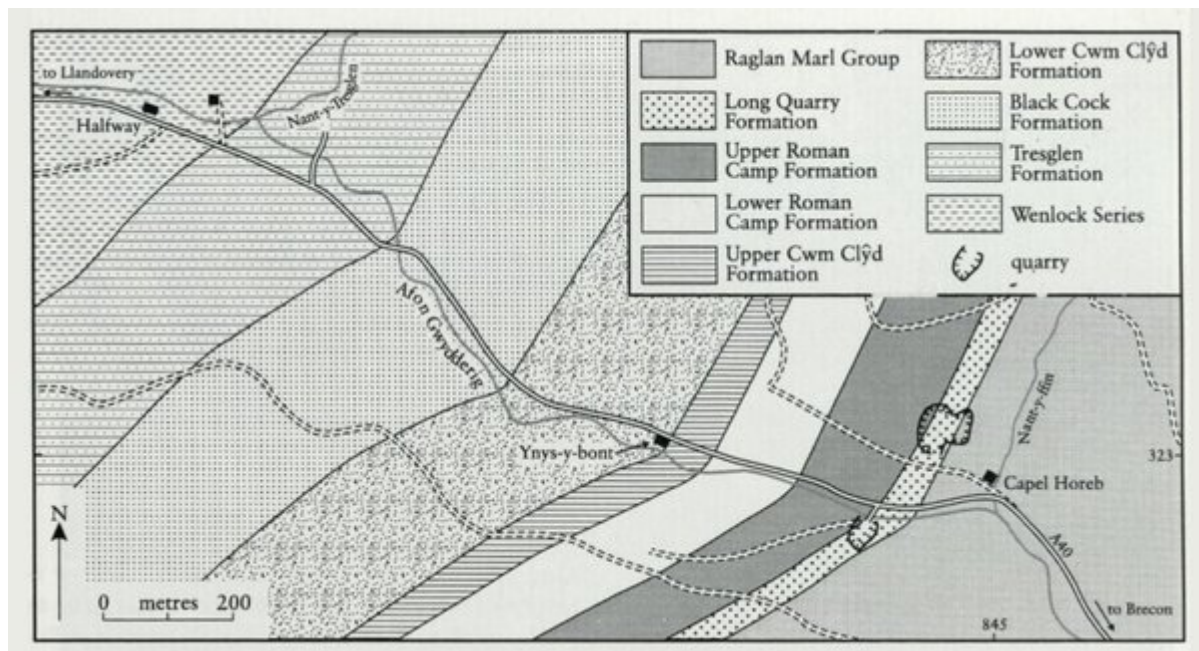 to Llandovery
Halfway
Nant-y-Tresglen
Afon Gwydderig
Ynys-y-bont
Nant-y-ffin
323
Capel Horeb
A40
to Brecon
845
N
0 metres 200
Raglan Marl Group
Long Quarry
Formation
Upper Roman
Camp Formation
Lower Roman
Camp Formation
Upper Cwm Clŷd
Formation
Lower Cwm Clŷd
Formation
Black Cock
Formation
Tresglen
Formation
Wenlock Series
quarry